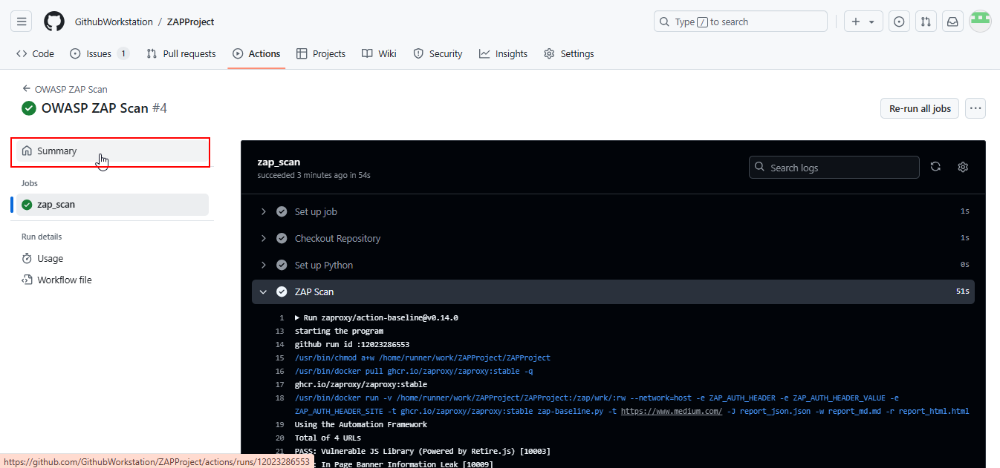 GithubWorkstation / ZAPProject
Type / to search
Code
Issues 1
Pull requests
Actions
Projects
Wiki
Security
Insights
Settings
OWASP ZAP Scan
OWASP ZAP Scan #4
Re-run all jobs
Summary
Jobs
zap_scan
Run details
Usage
Workflow file
zap_scan
succeeded 3 minutes ago in 54s
Search logs
Set up job 1s
Checkout Repository 1s
Set up Python 0s
ZAP Scan 51s
1 Run zaproxy/action-baseline@v0.14.0
13 starting the program
14 github run id :12023286553
15 /usr/bin/chmod a+w /home/runner/work/ZAPProject/ZAPProject
16 /usr/bin/docker pull ghcr.io/zaproxy/zaproxy:stable -q
17 ghcr.io/zaproxy/zaproxy:stable
18 /usr/bin/docker run -v /home/runner/work/ZAPProject/ZAPProject:/zap/wrk/:rw --network=host -e ZAP_AUTH_HEADER -e ZAP_AUTH_HEADER_VALUE -e
ZAP_AUTH_HEADER_SITE -t ghcr.io/zaproxy/zaproxy:stable zap-baseline.py -t https://www.medium.com/ -J report_json.json -w report_md.md -r report_html.html
19 Using the Automation Framework
20 Total of 4 URLs
21 PASS: Vulnerable JS Library (Powered by Retire.js) [10003]
: In Page Banner Information Leak [10009]
https://github.com/GithubWorkstation/ZAPProject/actions/runs/12023286553